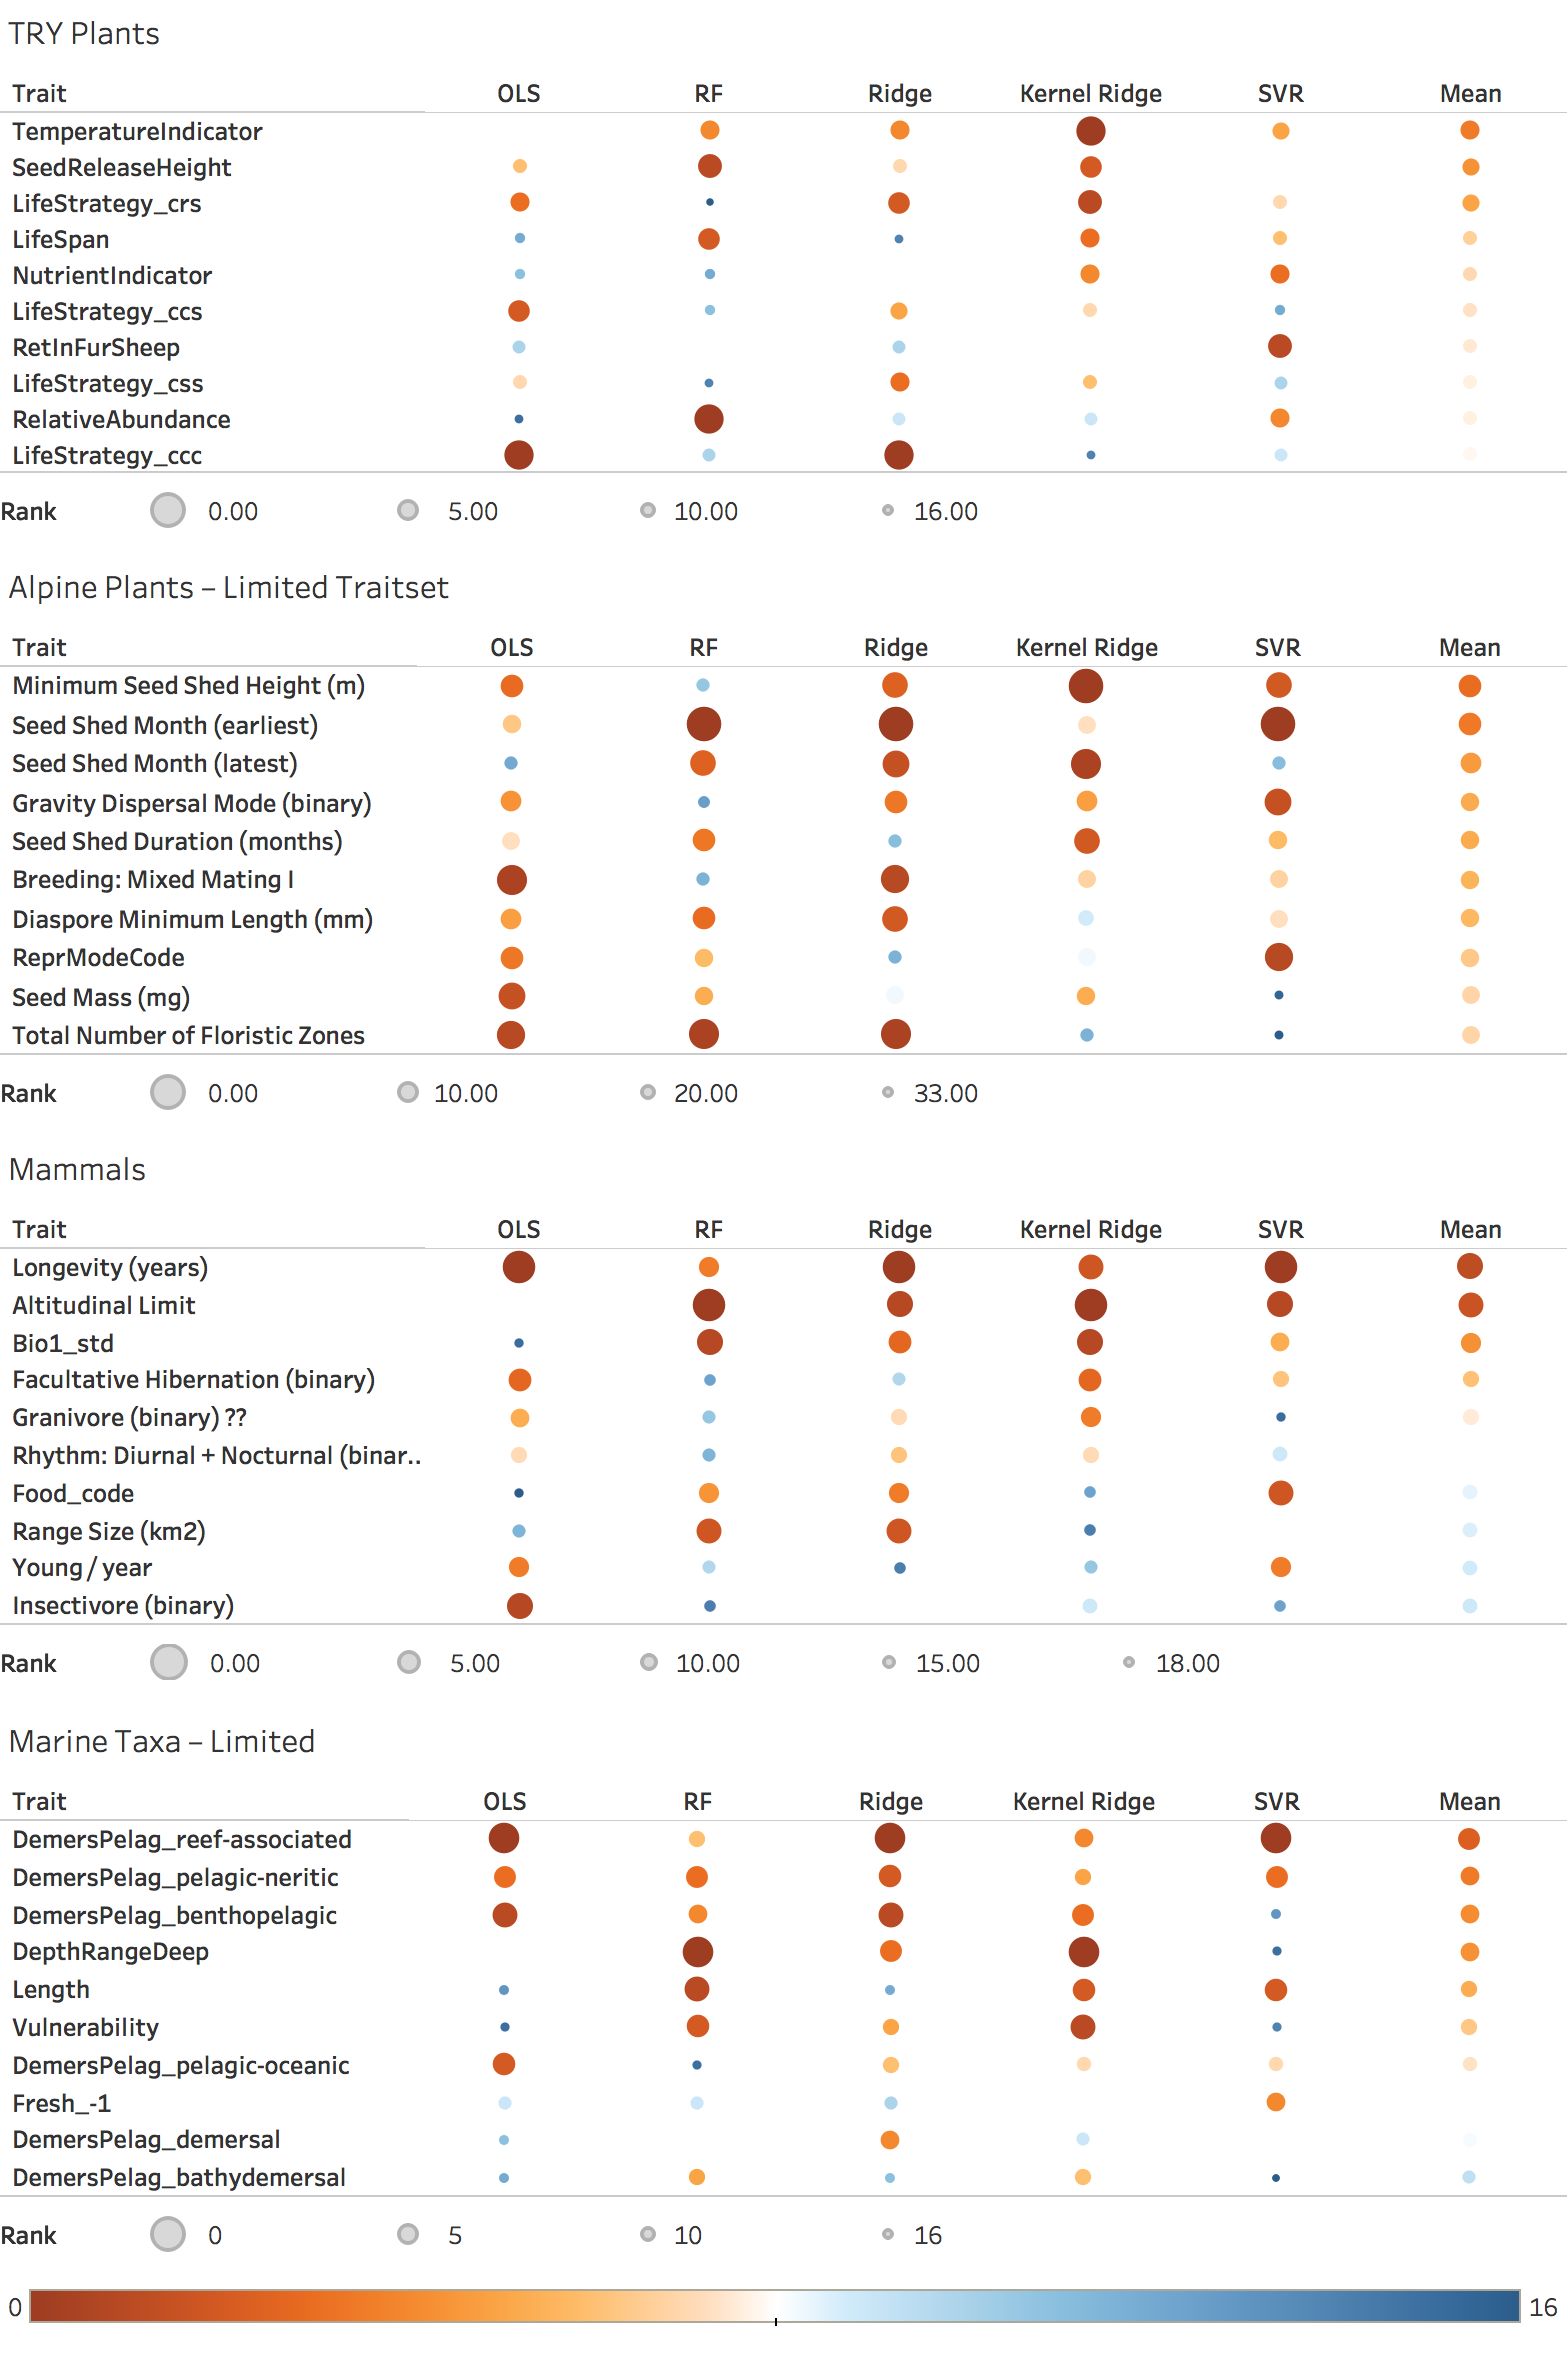 TRY Plants
Trait OLS RF Ridge Kernel Ridge SVR Mean
TemperatureIndicator
SeedReleaseHeight
LifeStrategy_crs
LifeSpan
NutrientIndicator
LifeStrategy_ccs
RetInFurSheep
LifeStrategy_css
RelativeAbundance
LifeStrategy_ccc
Rank 0.00 5.00 10.00 16.00
Alpine Plants – Limited Traitset
Trait OLS RF Ridge Kernel Ridge SVR Mean
Minimum Seed Shed Height (m)
Seed Shed Month (earliest)
Seed Shed Month (latest)
Gravity Dispersal Mode (binary)
Seed Shed Duration (months)
Breeding: Mixed Mating I
Diaspore Minimum Length (mm)
ReprModeCode
Seed Mass (mg)
Total Number of Floristic Zones
Rank 0.00 10.00 20.00 33.00
Mammals
Trait OLS RF Ridge Kernel Ridge SVR Mean
Longevity (years)
Altitudinal Limit
Bio1_std
Facultative Hibernation (binary)
Granivore (binary) ??
Rhythm: Diurnal + Nocturnal (binar..
Food_code
Range Size (km2)
Young / year
Insectivore (binary)
Rank 0.00 5.00 10.00 15.00 18.00
Marine Taxa – Limited
Trait OLS RF Ridge Kernel Ridge SVR Mean
DemersPelag_reef-associated
DemersPelag_pelagic-neritic
DemersPelag_benthopelagic
DepthRangeDeep
Length
Vulnerability
DemersPelag_pelagic-oceanic
Fresh_-1
DemersPelag_demersal
DemersPelag_bathydemersal
Rank 0 5 10 16
0 16